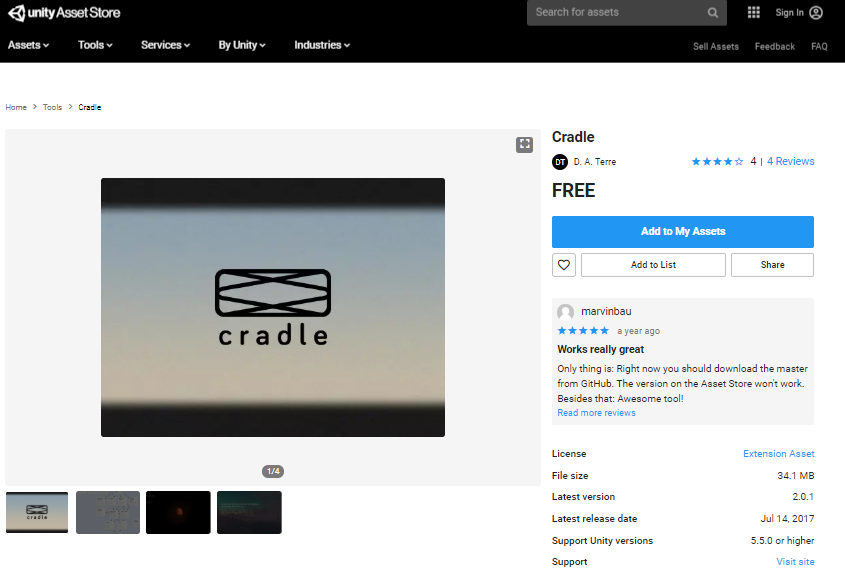 unity Asset Store
Search for assets
Sign In
Assets
Tools
Services
By Unity
Industries
Sell Assets
Feedback
FAQ
Home > Tools > Cradle
cradle
1/4
Cradle
DT D. A. Terre
4 | 4 Reviews
FREE
Add to My Assets
Add to List
Share
marvinbau
a year ago
Works really great
Only thing is: Right now you should download the master
from GitHub. The version on the Asset Store won't work.
Besides that: Awesome tool!
Read more reviews
License Extension Asset
File size 34.1 MB
Latest version 2.0.1
Latest release date Jul 14, 2017
Support Unity versions 5.5.0 or higher
Support Visit site